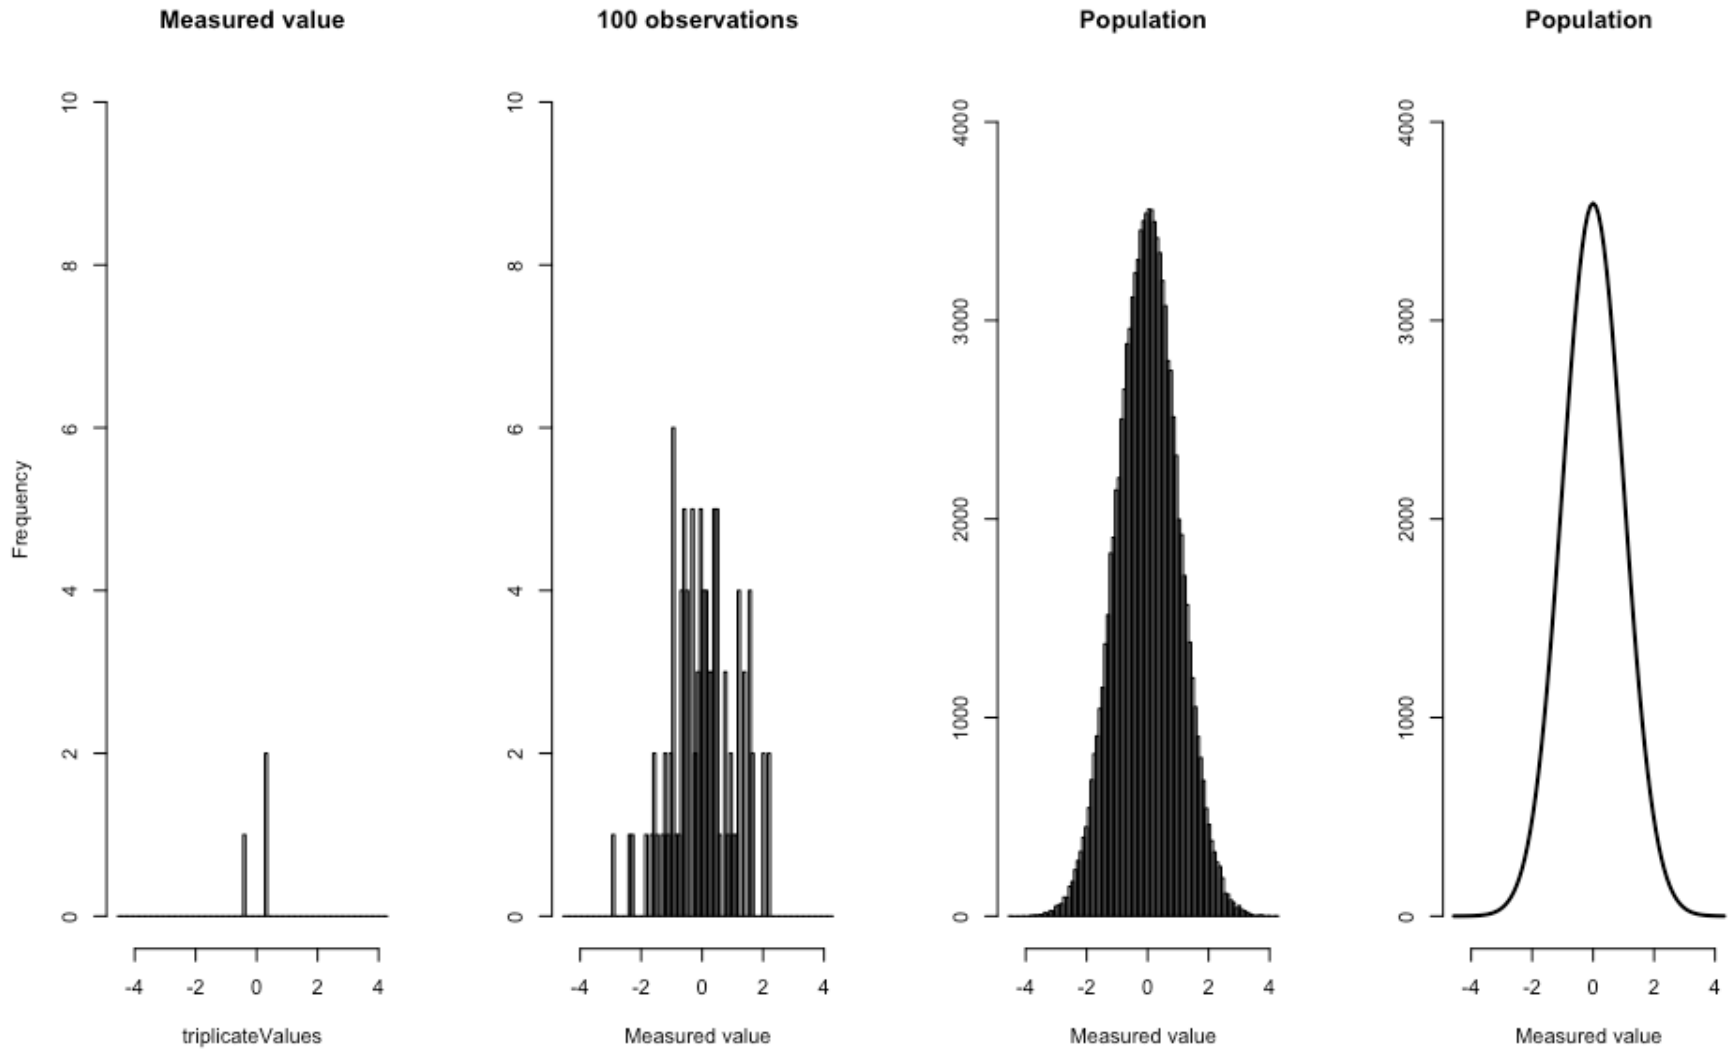 Measured value
100 observations
Population
Population
Frequency
10
8
6
4
2
0
-4 -2 0 2 4
triplicateValues
10
8
6
4
2
0
-4 -2 0 2 4
Measured value
4000
3000
2000
1000
0
-4 -2 0 2 4
Measured value
4000
3000
2000
1000
0
-4 -2 0 2 4
Measured value